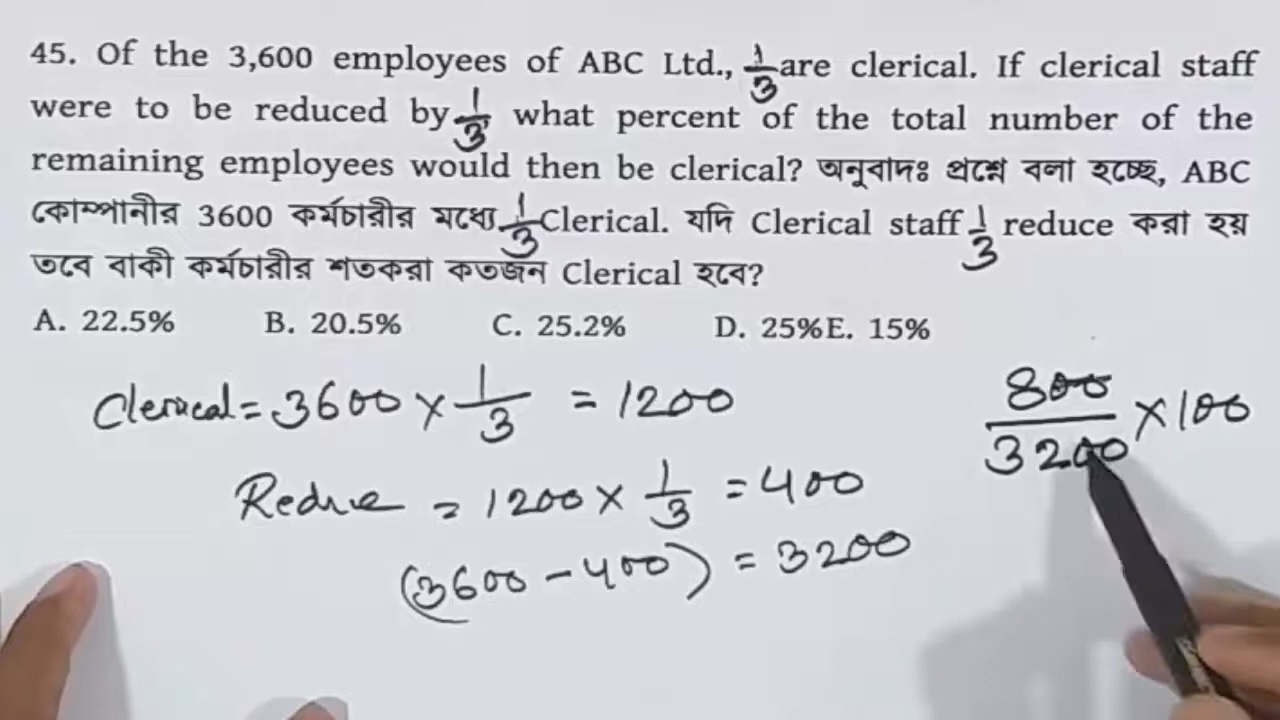 45. Of the 3,600 employees of ABC Ltd., 1/3 are clerical. If clerical staff
were to be reduced by 1/3 what percent of the total number of the
remaining employees would then be clerical? অনুবাদঃ প্রশ্নে বলা হচ্ছে, ABC
কোম্পানীর 3600 কর্মচারীর মধ্যে 1/3 Clerical. যদি Clerical staff 1/3 reduce করা হয়
তবে বাকী কর্মচারীর শতকরা কতজন Clerical হবে?
A. 22.5% B. 20.5% C. 25.2% D. 25%E. 15%
Clerical = 3600 × 1/3 = 1200
800/3200 × 100
Reduce = 1200 × 1/3 = 400
(3600 - 400) = 3200